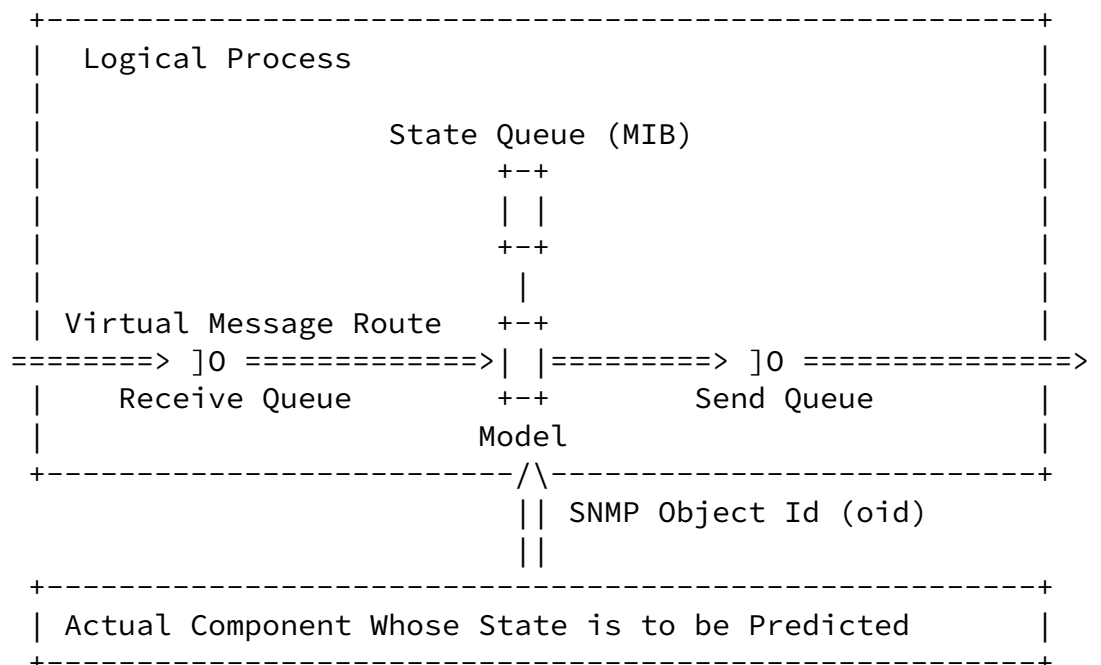 +-------------------------------------------------------+
|  Logical Process                                      |
|                                                       |
|                   State Queue (MIB)                   |
|                         +-+                           |
|                         | |                           |
|                         +-+                           |
|                          |                            |
| Virtual Message Route   +-+                           |
========> ]O =============>| |=========> ]O ===============>
|    Receive Queue        +-+        Send Queue         |
|                        Model                          |
+--------------------------/\---------------------------+
|| SNMP Object Id (oid)
||
+-------------------------------------------------------+
| Actual Component Whose State is to be Predicted       |
+-------------------------------------------------------+